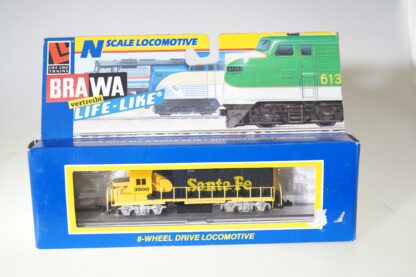 LIFE-LIKE TRAINS
N SCALE LOCOMOTIVE
BRAWA
vertreibt
LIFE-LIKE®
613
3500
Santa Fe
8-WHEEL DRIVE LOCOMOTIVE